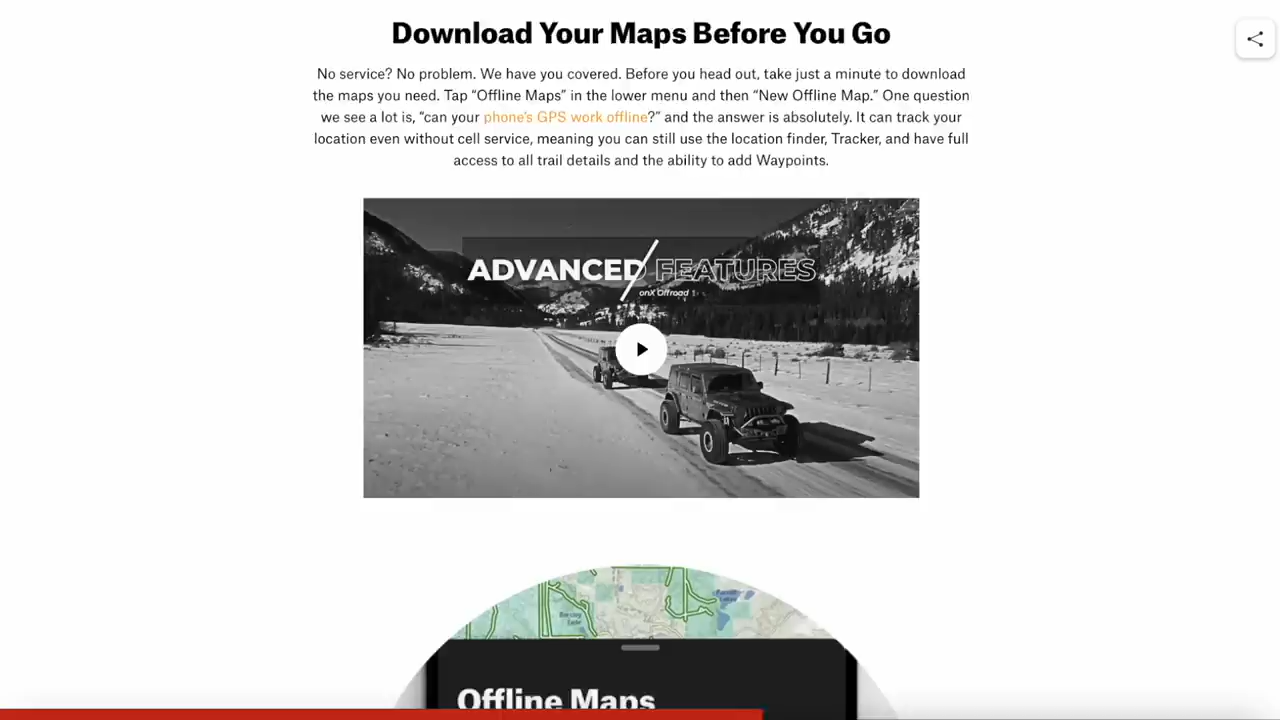 Download Your Maps Before You Go
No service? No problem. We have you covered. Before you head out, take just a minute to download
the maps you need. Tap “Offline Maps” in the lower menu and then “New Offline Map.” One question
we see a lot is, “can your phone’s GPS work offline?” and the answer is absolutely. It can track your
location even without cell service, meaning you can still use the location finder, Tracker, and have full
access to all trail details and the ability to add Waypoints.
ADVANCED FEATURES
onX Offroad
Barclay
Lake
Offline Maps